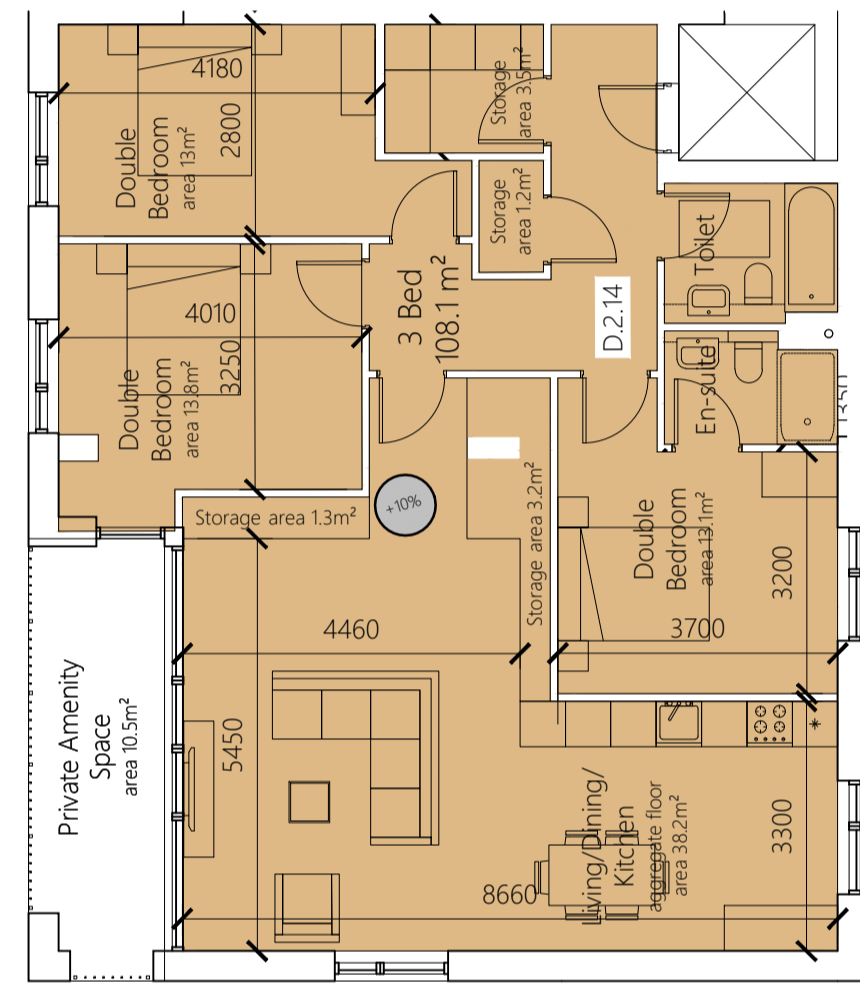 4180
2800
Double
Bedroom
area 13m²
Storage
area 3.5m²
Storage
area 1.2m²
Toilet
3 Bed
108.1 m²
D.2.14
4010
3250
Double
Bedroom
area 13.8m²
En-suite
Storage area 1.3m²
+10%
Storage area 3.2m²
Double
Bedroom
area 13.1m²
3200
3700
4460
Private Amenity
Space
area 10.5m²
5450
Living/Dining/
Kitchen
aggregate floor
area 38.2m²
3300
8660